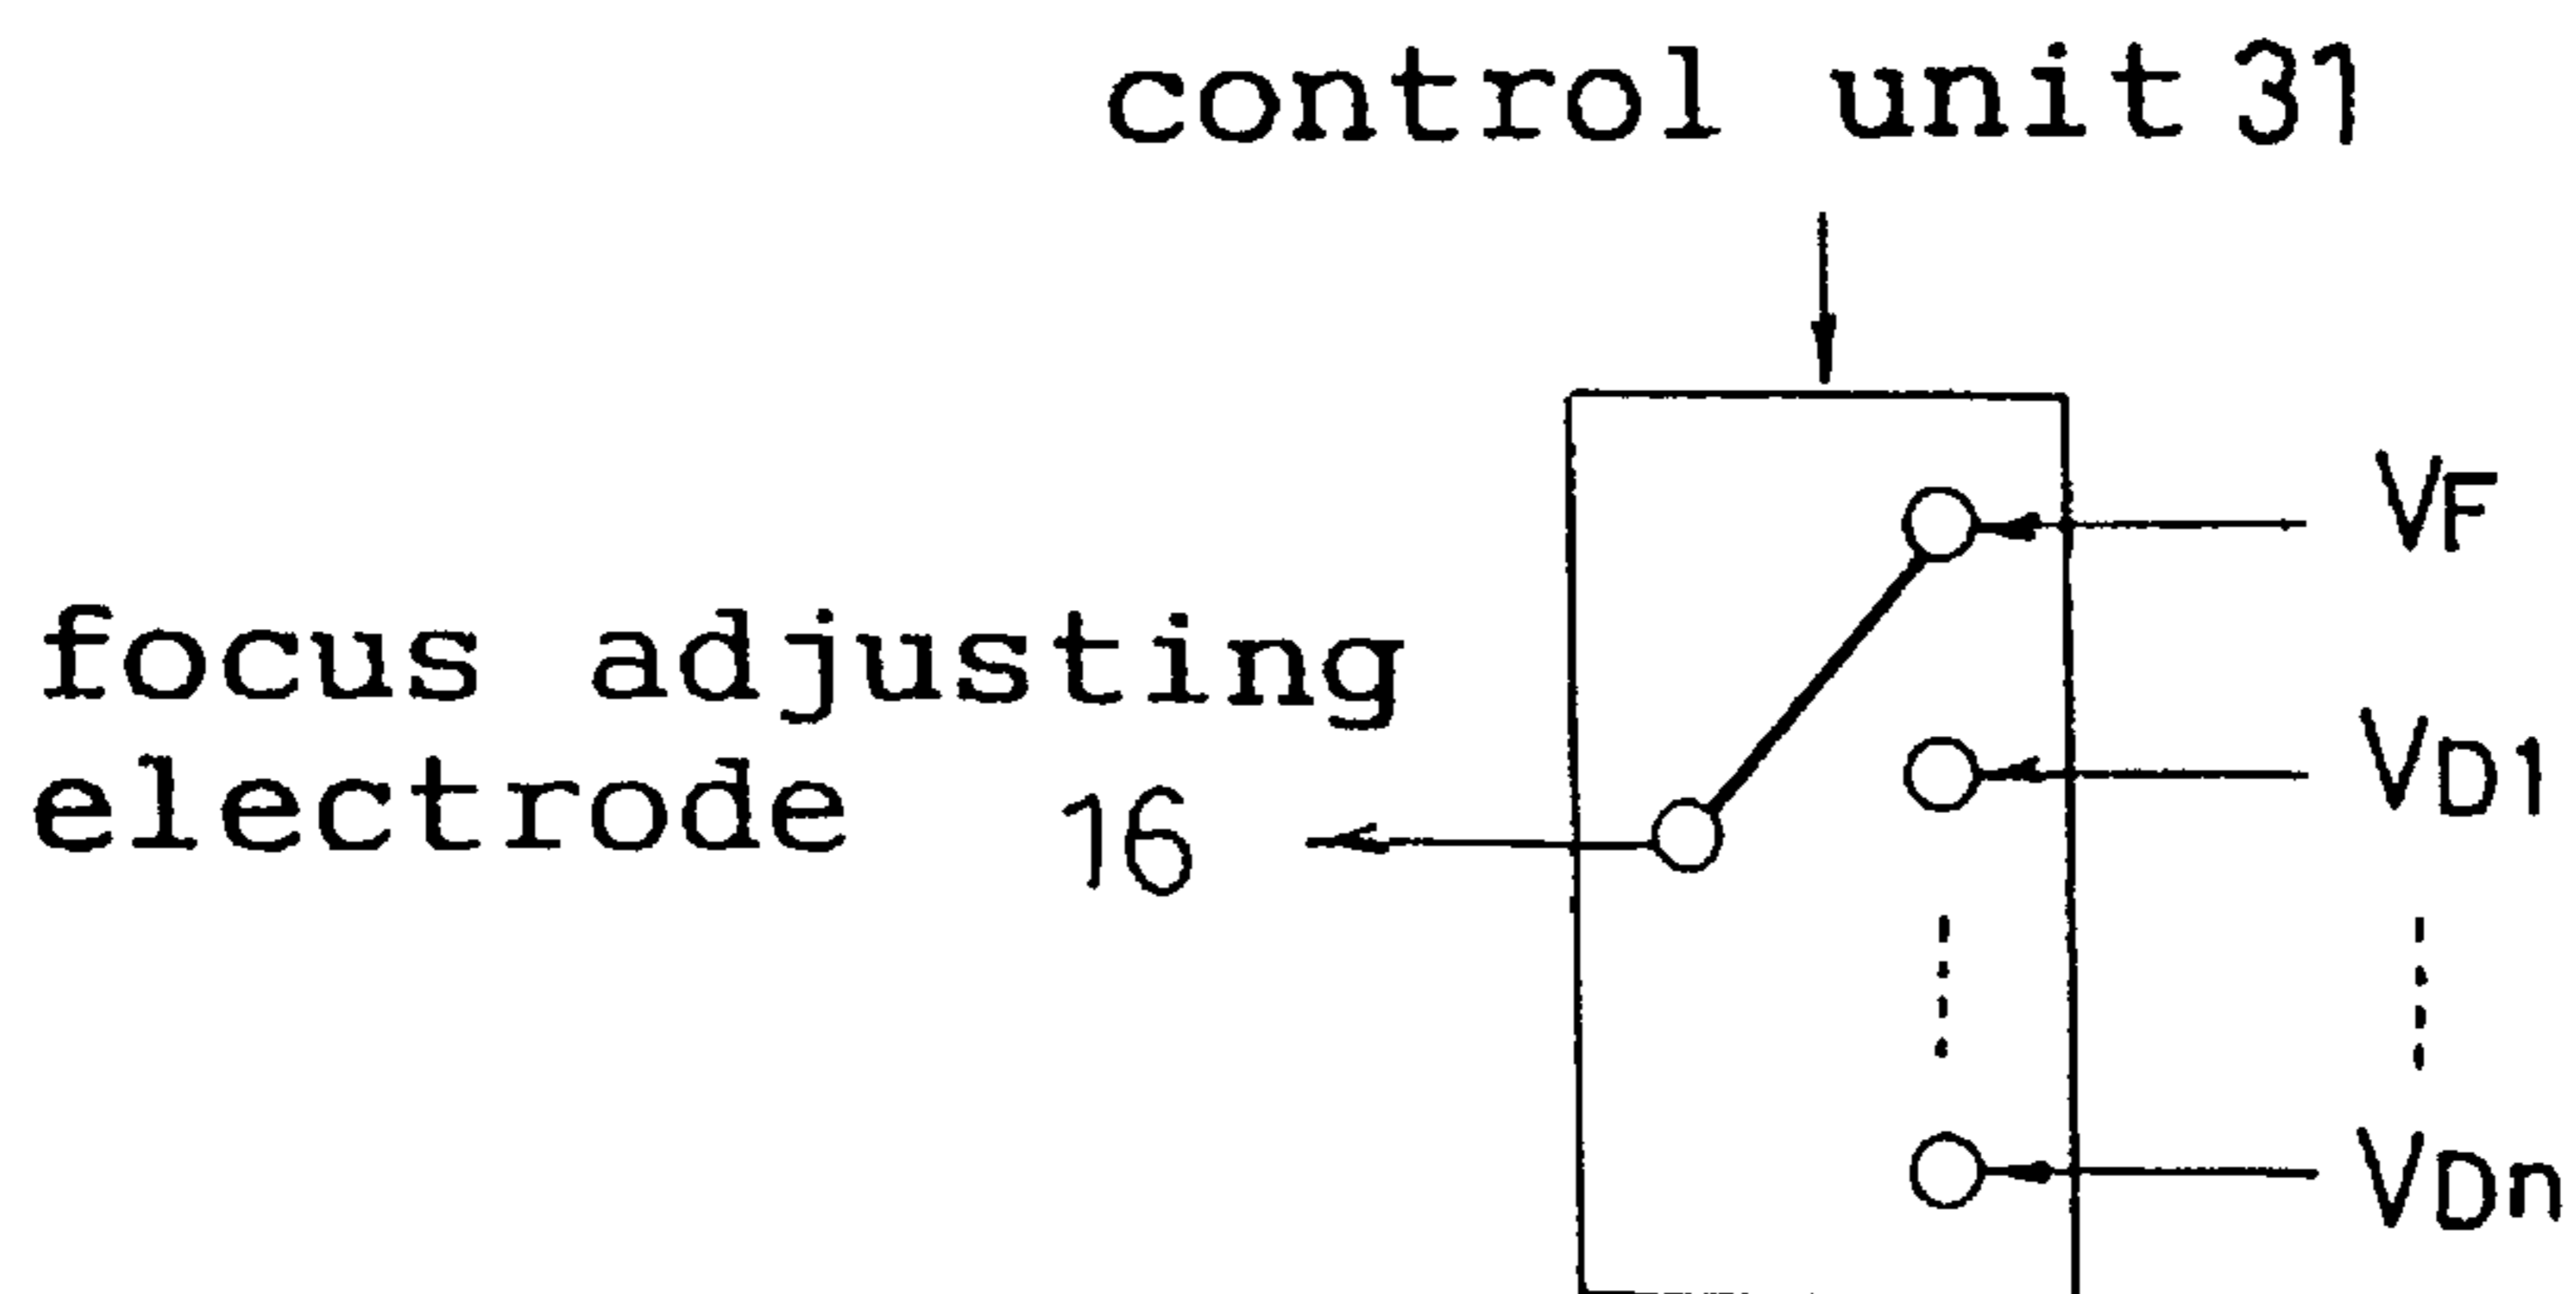 control unit 31
VF
focus adjusting
electrode 16
VD1
VDn